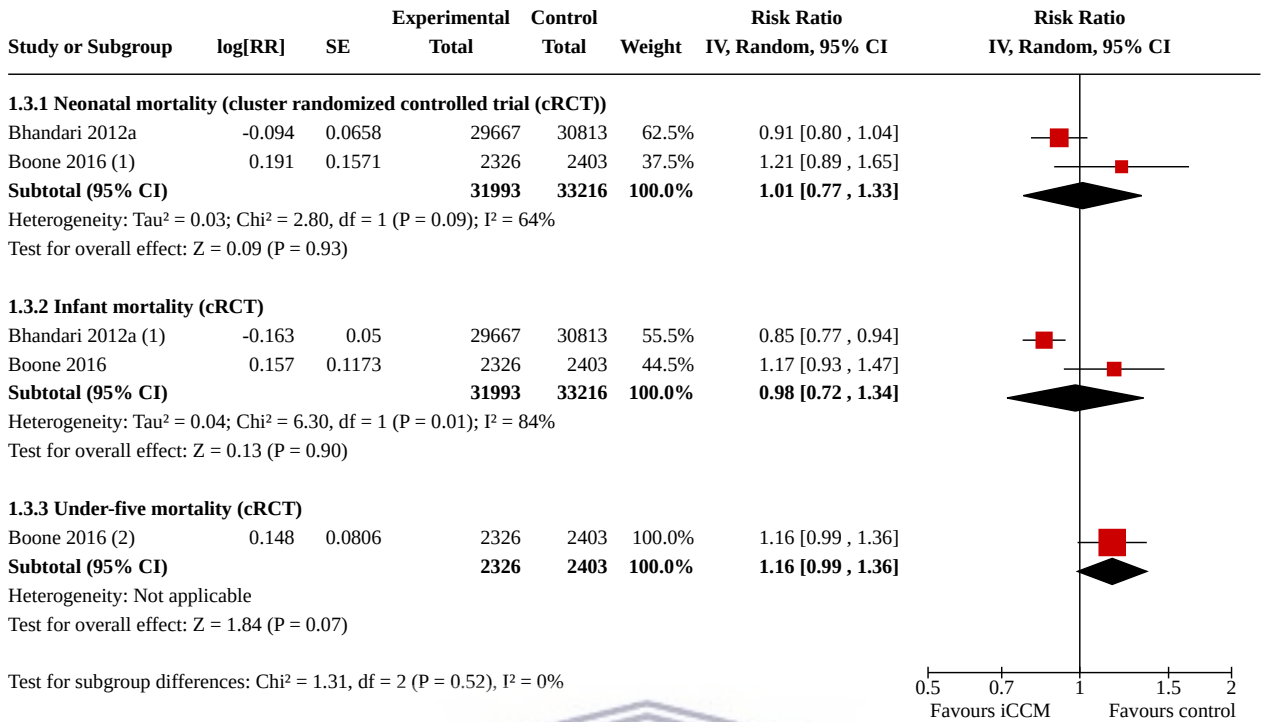 Experimental Control Risk Ratio Risk Ratio
Study or Subgroup log[RR] SE Total Total Weight IV, Random, 95% CI IV, Random, 95% CI
1.3.1 Neonatal mortality (cluster randomized controlled trial (cRCT))
Bhandari 2012a -0.094 0.0658 29667 30813 62.5% 0.91 [0.80 , 1.04]
Boone 2016 (1) 0.191 0.1571 2326 2403 37.5% 1.21 [0.89 , 1.65]
Subtotal (95% CI) 31993 33216 100.0% 1.01 [0.77 , 1.33]
Heterogeneity: Tau² = 0.03; Chi² = 2.80, df = 1 (P = 0.09); I² = 64%
Test for overall effect: Z = 0.09 (P = 0.93)
1.3.2 Infant mortality (cRCT)
Bhandari 2012a (1) -0.163 0.05 29667 30813 55.5% 0.85 [0.77 , 0.94]
Boone 2016 0.157 0.1173 2326 2403 44.5% 1.17 [0.93 , 1.47]
Subtotal (95% CI) 31993 33216 100.0% 0.98 [0.72 , 1.34]
Heterogeneity: Tau² = 0.04; Chi² = 6.30, df = 1 (P = 0.01); I² = 84%
Test for overall effect: Z = 0.13 (P = 0.90)
1.3.3 Under-five mortality (cRCT)
Boone 2016 (2) 0.148 0.0806 2326 2403 100.0% 1.16 [0.99 , 1.36]
Subtotal (95% CI) 2326 2403 100.0% 1.16 [0.99 , 1.36]
Heterogeneity: Not applicable
Test for overall effect: Z = 1.84 (P = 0.07)
Test for subgroup differences: Chi² = 1.31, df = 2 (P = 0.52), I² = 0%
0.5 0.7 1 1.5 2
Favours iCCM Favours control